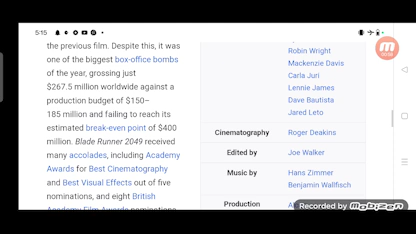 5:15
the previous film. Despite this, it was
one of the biggest box-office bombs
of the year, grossing just
$267.5 million worldwide against a
production budget of $150–
185 million and failing to reach its
estimated break-even point of $400
million. Blade Runner 2049 received
many accolades, including Academy
Awards for Best Cinematography
and Best Visual Effects out of five
nominations, and eight British
Academy Film Awards nominations
Robin Wright
Mackenzie Davis
Carla Juri
Lennie James
Dave Bautista
Jared Leto
Cinematography Roger Deakins
Edited by Joe Walker
Music by Hans Zimmer
Benjamin Wallfisch
Production
Recorded by Mobizen